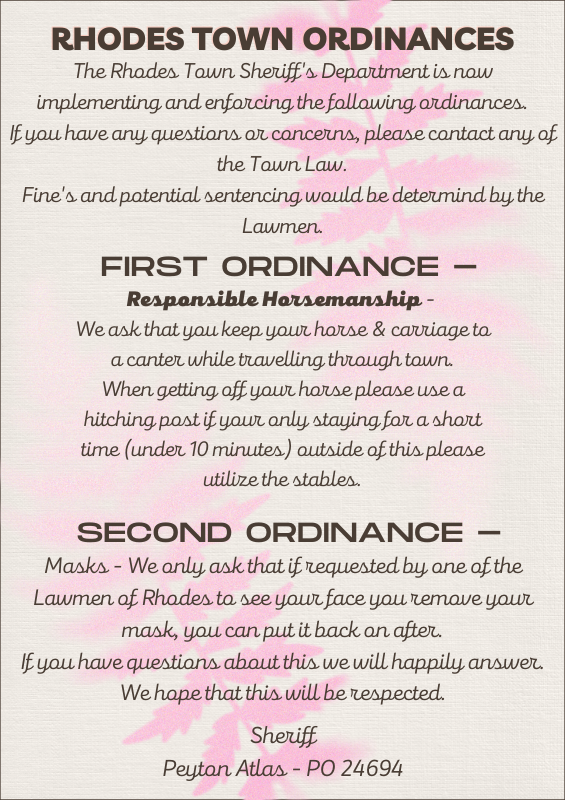 RHODES TOWN ORDINANCES
The Rhodes Town Sheriff's Department is now
implementing and enforcing the following ordinances.
If you have any questions or concerns, please contact any of
the Town Law.
Fine's and potential sentencing would be determind by the
Lawmen.
FIRST ORDINANCE –
Responsible Horsemanship -
We ask that you keep your horse & carriage to
a canter while travelling through town.
When getting off your horse please use a
hitching post if your only staying for a short
time (under 10 minutes) outside of this please
utilize the stables.
SECOND ORDINANCE –
Masks - We only ask that if requested by one of the
Lawmen of Rhodes to see your face you remove your
mask, you can put it back on after.
If you have questions about this we will happily answer.
We hope that this will be respected.
Sheriff
Peyton Atlas - PO 24694